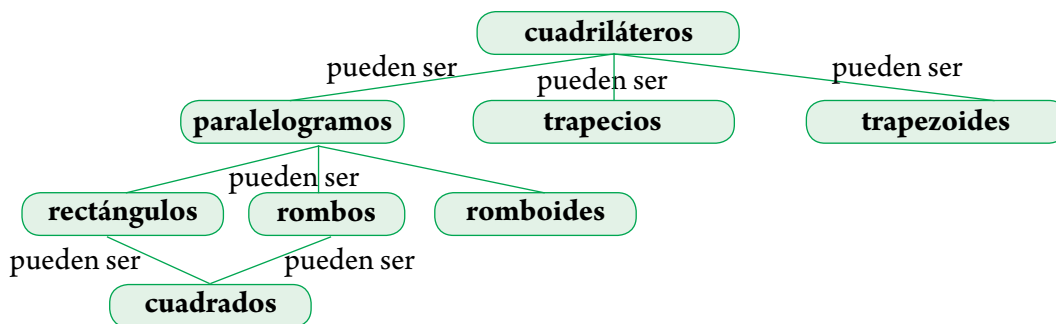 cuadriláteros
pueden ser pueden ser pueden ser
paralelogramos trapecios trapezoides
pueden ser
rectángulos rombos romboides
pueden ser pueden ser
cuadrados